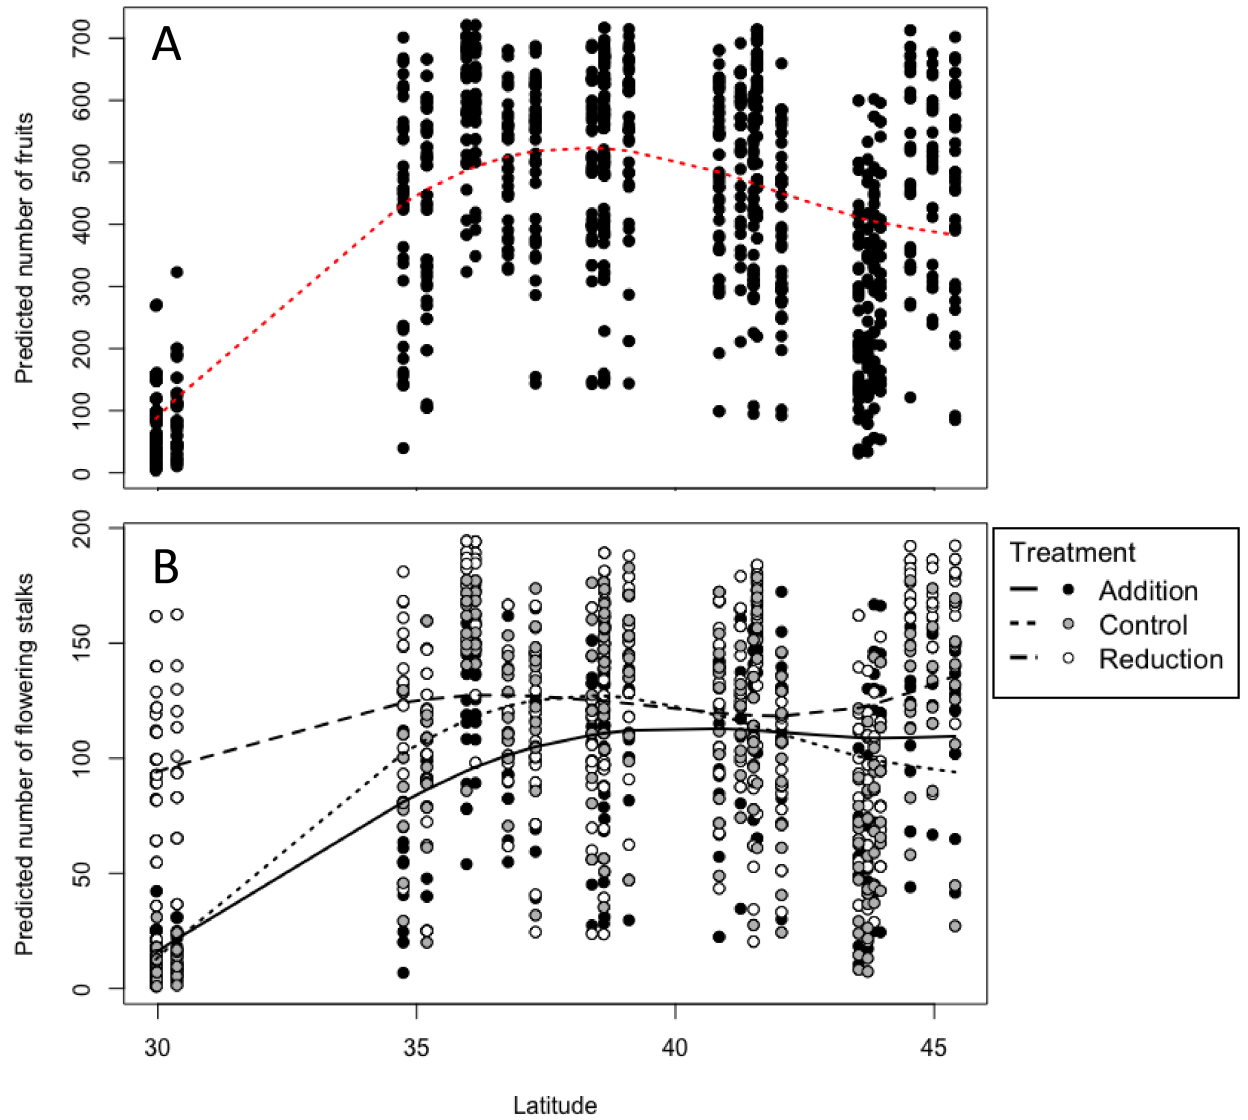 A
Predicted number of fruits
700
600
500
400
300
200
100
0
B
Predicted number of flowering stalks
200
150
100
50
0
30 35 40 45
Latitude
Treatment
Addition
Control
Reduction